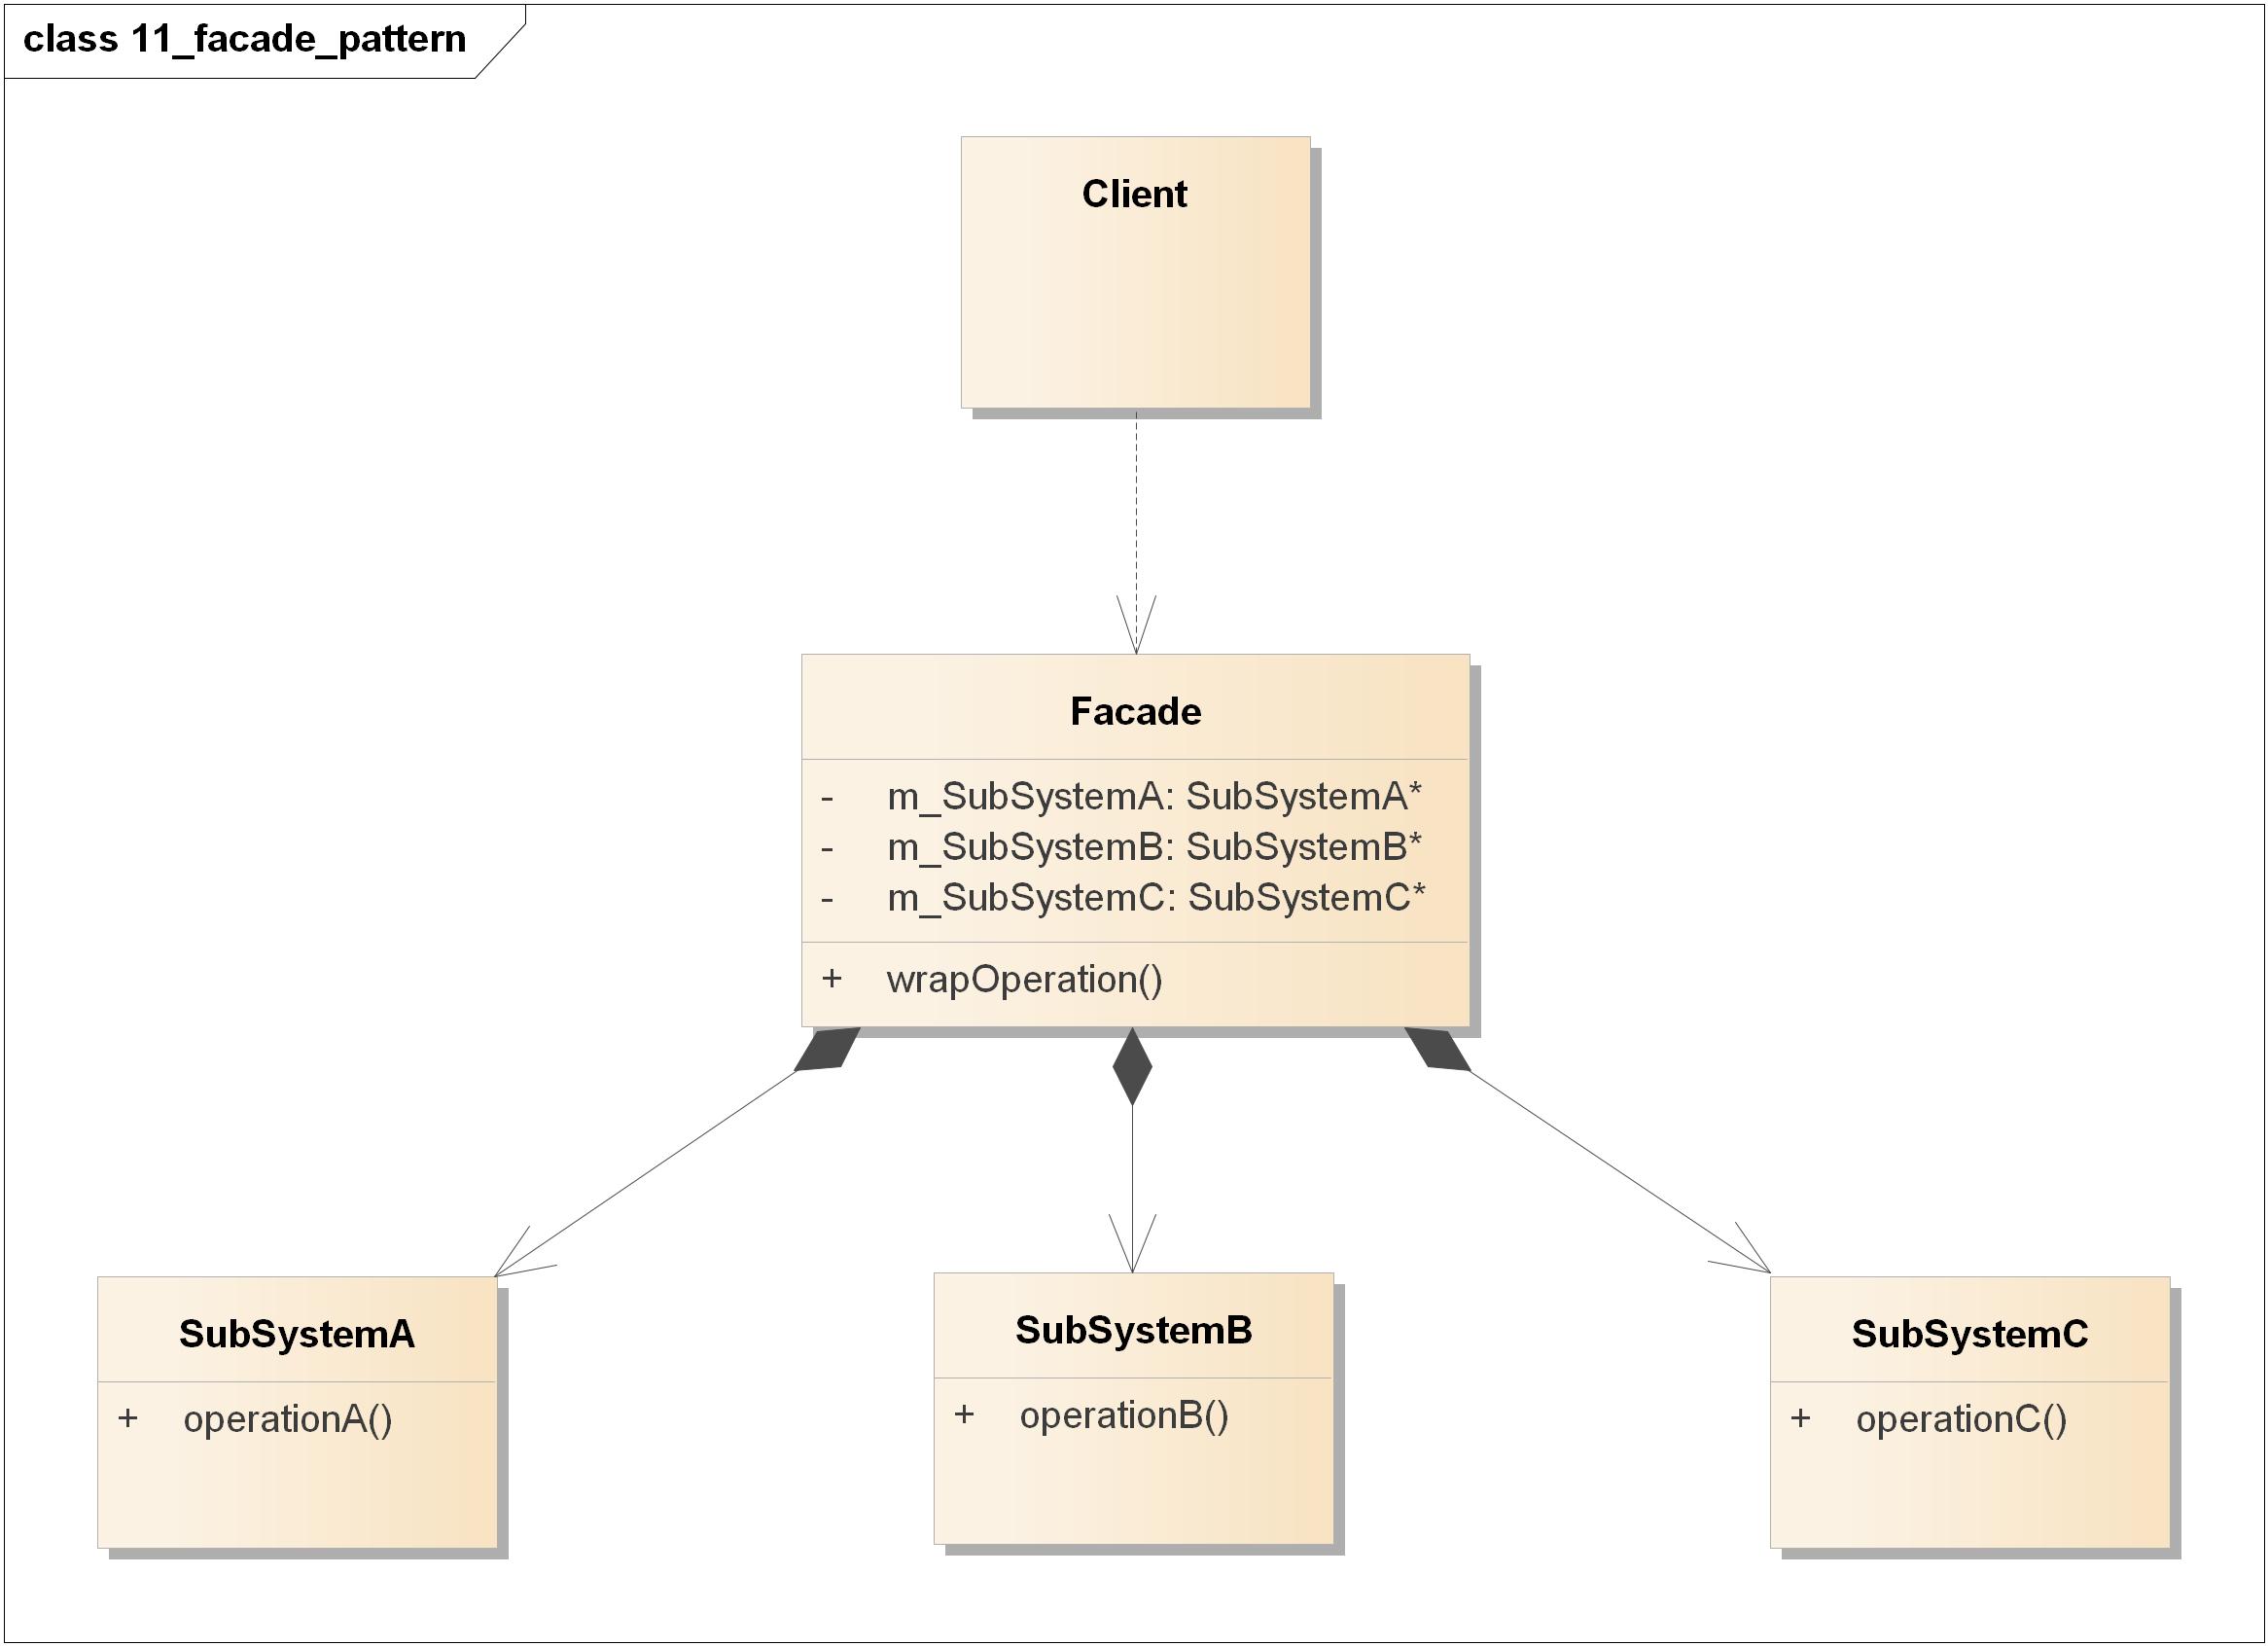 class 11_facade_pattern
Client
Facade
- m_SubSystemA: SubSystemA*
- m_SubSystemB: SubSystemB*
- m_SubSystemC: SubSystemC*
+ wrapOperation()
SubSystemA
+ operationA()
SubSystemB
+ operationB()
SubSystemC
+ operationC()